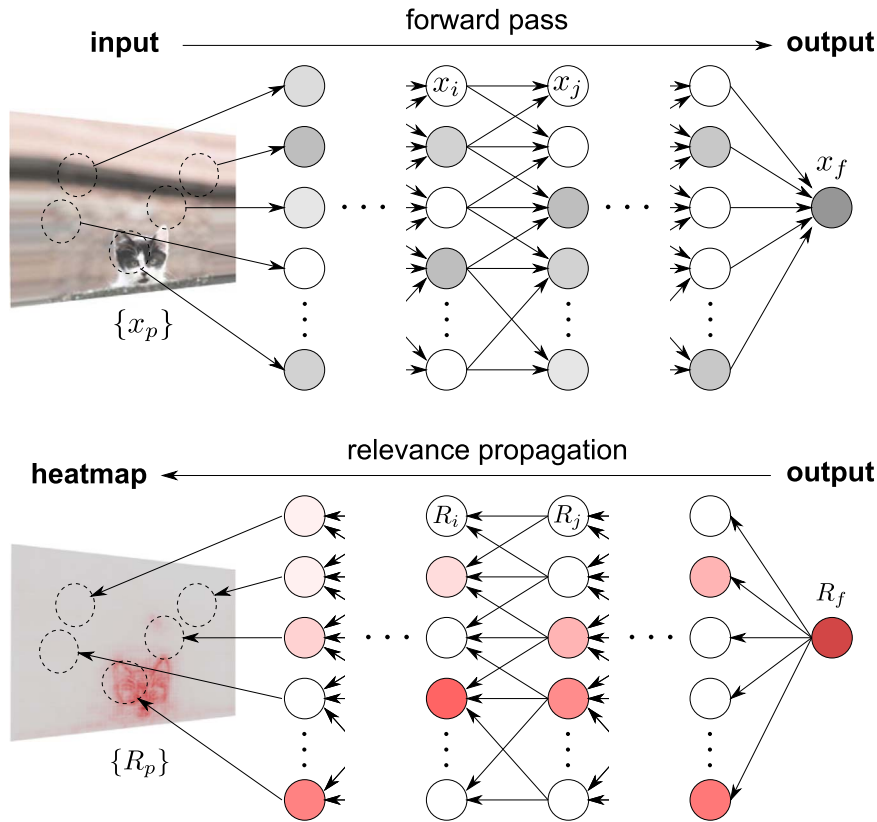 forward pass
input
output
x_i
x_j
x_f
. . .
. . .
{x_p}
relevance propagation
heatmap
output
R_i
R_j
R_f
. . .
. . .
{R_p}